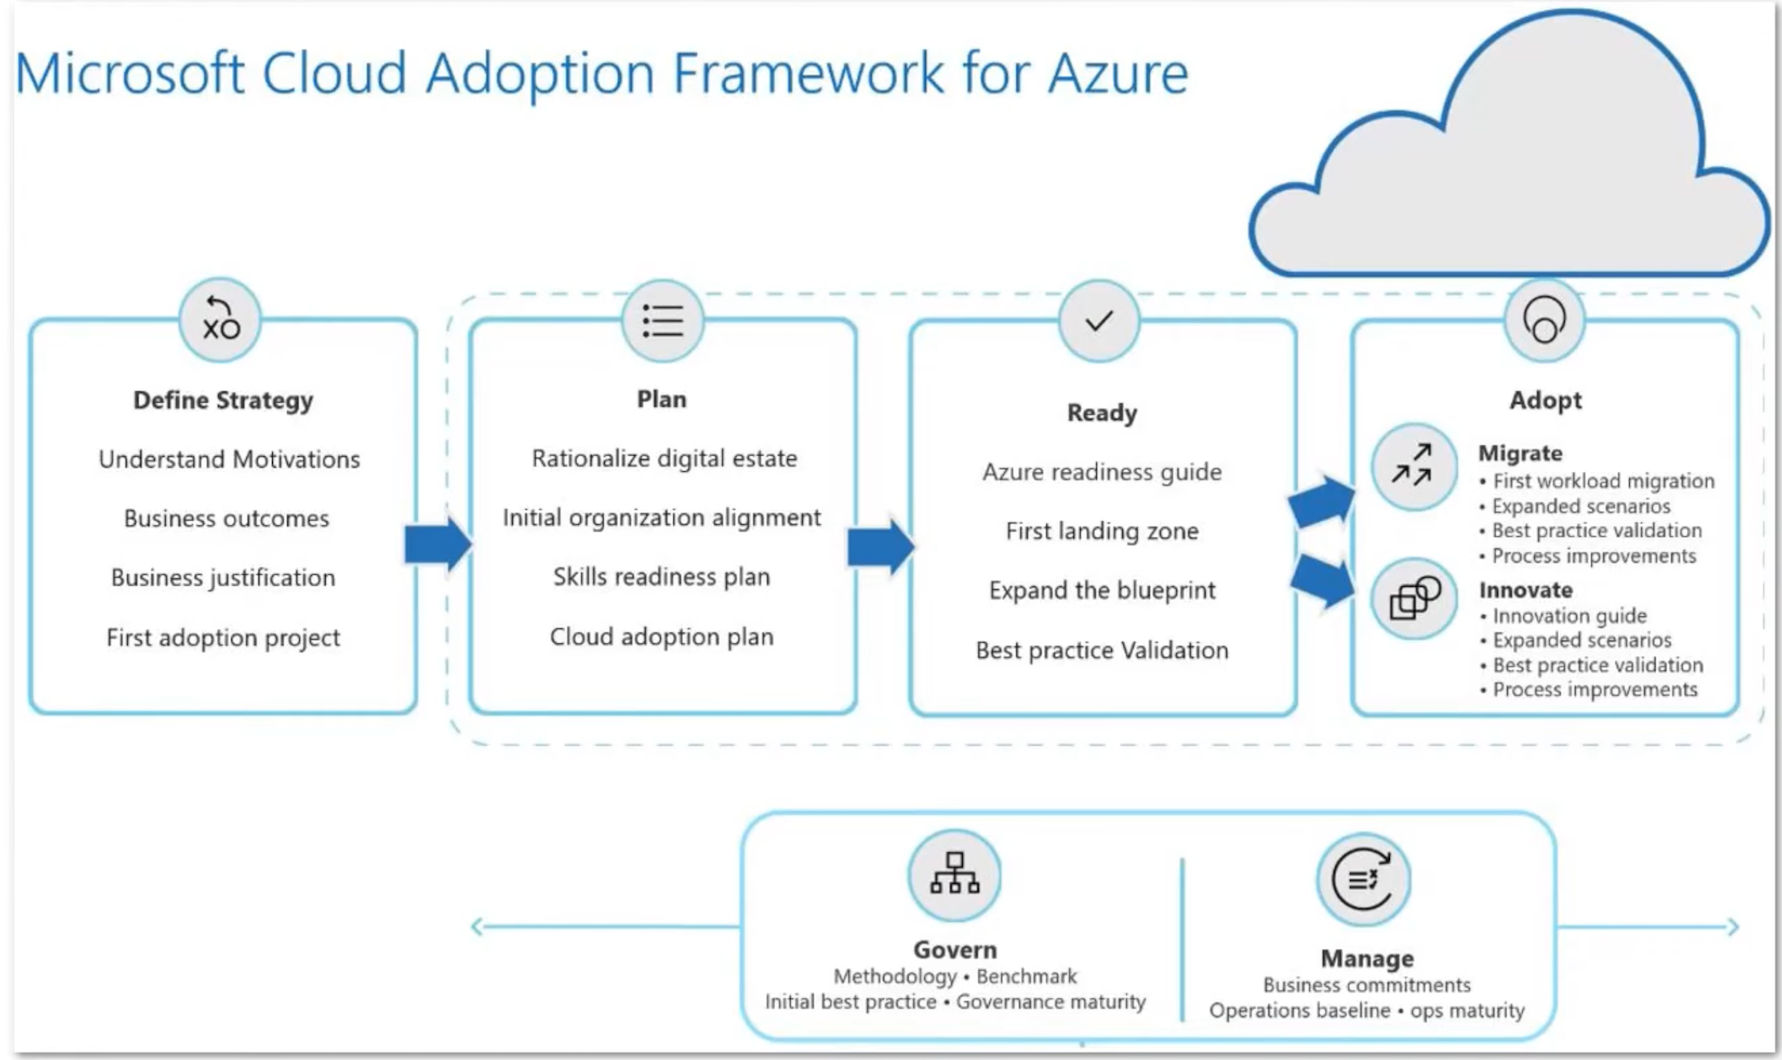 Microsoft Cloud Adoption Framework for Azure
XO
Define Strategy
Understand Motivations
Business outcomes
Business justification
First adoption project
Plan
Rationalize digital estate
Initial organization alignment
Skills readiness plan
Cloud adoption plan
Ready
Azure readiness guide
First landing zone
Expand the blueprint
Best practice Validation
Adopt
Migrate
• First workload migration
• Expanded scenarios
• Best practice validation
• Process improvements
Innovate
• Innovation guide
• Expanded scenarios
• Best practice validation
• Process improvements
Govern
Methodology • Benchmark
Initial best practice • Governance maturity
Manage
Business commitments
Operations baseline • ops maturity